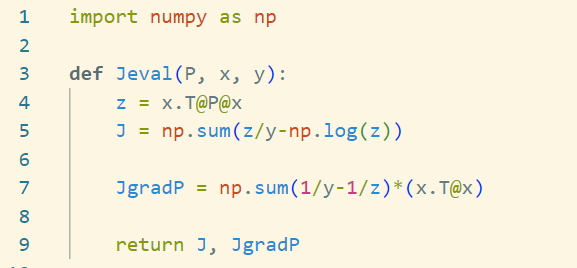 1 import numpy as np
2
3 def Jeval(P, x, y):
4     z = x.T@P@x
5     J = np.sum(z/y-np.log(z))
6
7     JgradP = np.sum(1/y-1/z)*(x.T@x)
8
9     return J, JgradP